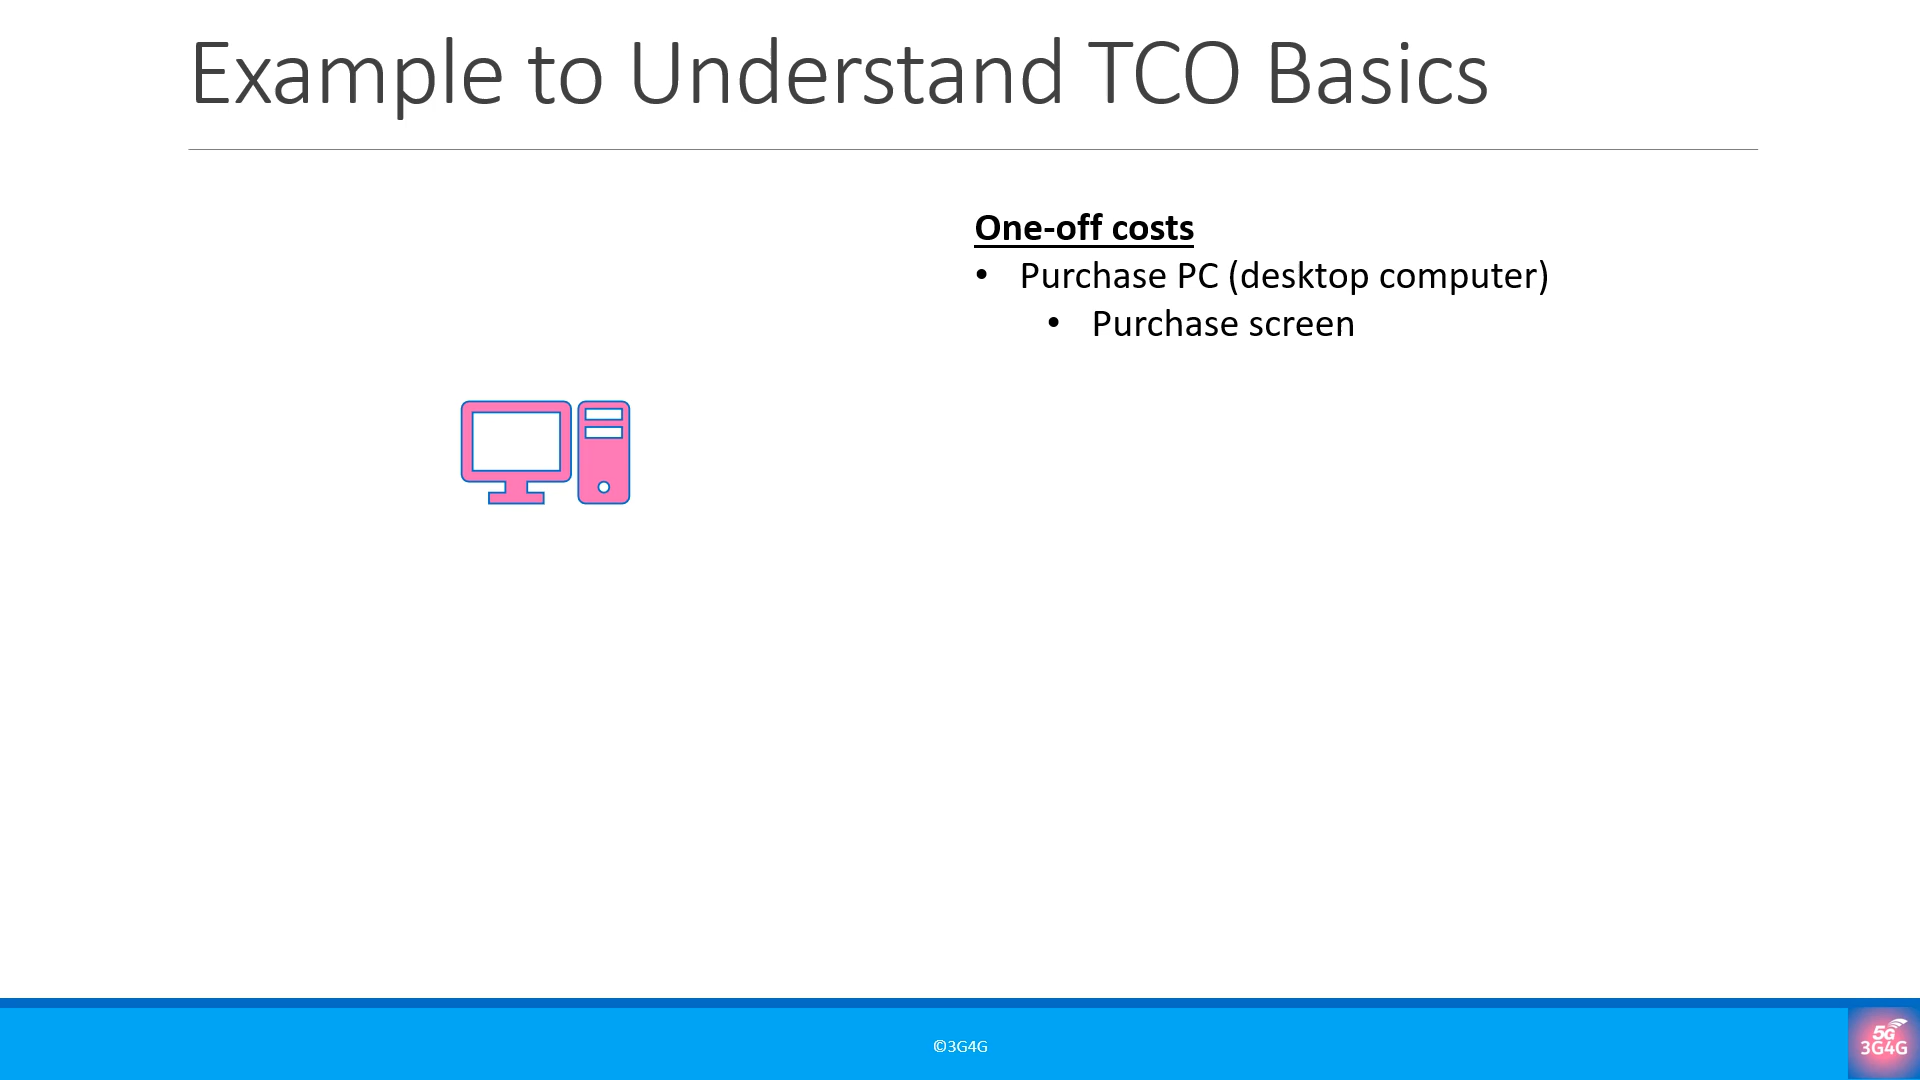 Example to Understand TCO Basics
One-off costs
• Purchase PC (desktop computer)
• Purchase screen
©3G4G
5G
3G4G